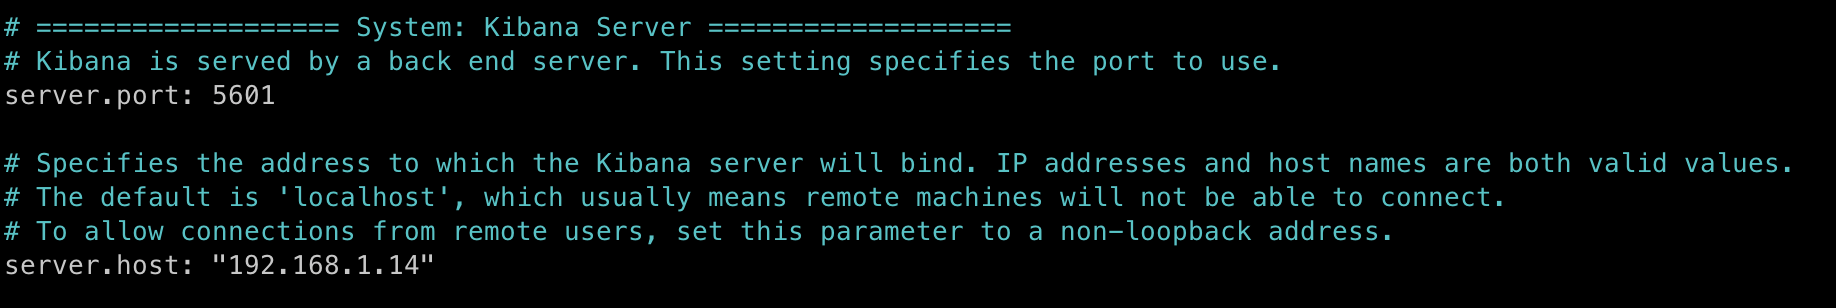 # =================== System: Kibana Server ===================
# Kibana is served by a back end server. This setting specifies the port to use.
server.port: 5601

# Specifies the address to which the Kibana server will bind. IP addresses and host names are both valid values.
# The default is 'localhost', which usually means remote machines will not be able to connect.
# To allow connections from remote users, set this parameter to a non-loopback address.
server.host: "192.168.1.14"